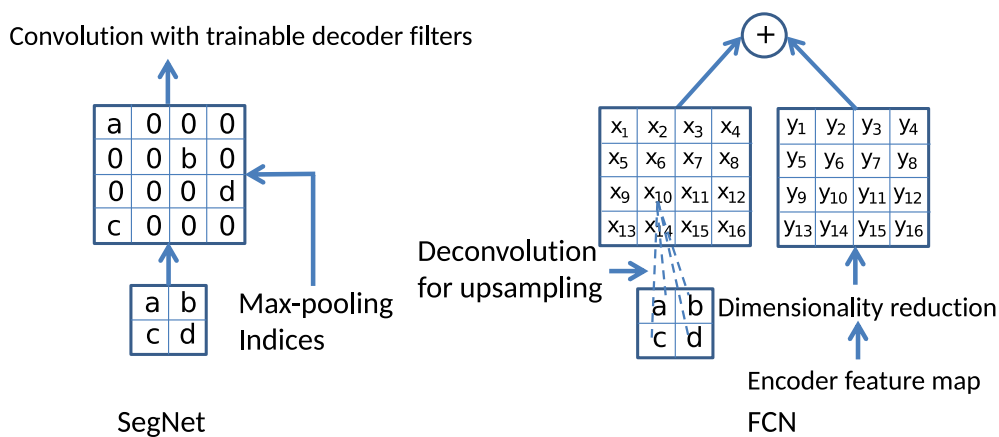 Convolution with trainable decoder filters
a 0 0 0
0 0 b 0
0 0 0 d
c 0 0 0
a b
c d
Max-pooling
Indices
SegNet
+
x₁ x₂ x₃ x₄
x₅ x₆ x₇ x₈
x₉ x₁₀ x₁₁ x₁₂
x₁₃ x₁₄ x₁₅ x₁₆
y₁ y₂ y₃ y₄
y₅ y₆ y₇ y₈
y₉ y₁₀ y₁₁ y₁₂
y₁₃ y₁₄ y₁₅ y₁₆
Deconvolution
for upsampling
a b
c d
Dimensionality reduction
Encoder feature map
FCN